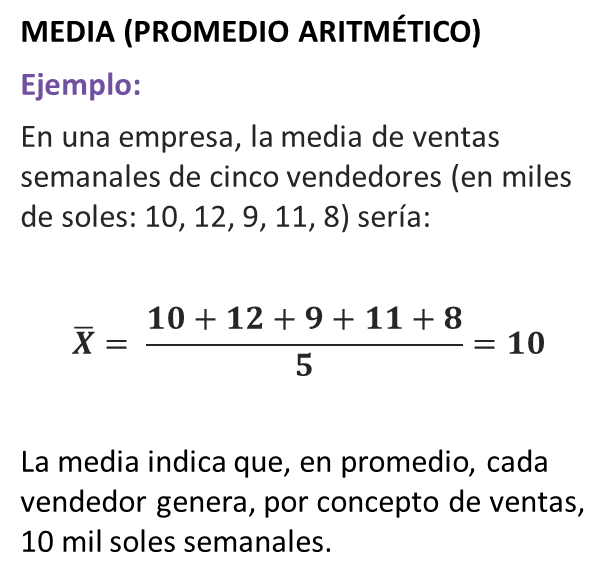 MEDIA (PROMEDIO ARITMÉTICO)
Ejemplo:
En una empresa, la media de ventas
semanales de cinco vendedores (en miles
de soles: 10, 12, 9, 11, 8) sería:
X̅ = (10 + 12 + 9 + 11 + 8) / 5 = 10
La media indica que, en promedio, cada
vendedor genera, por concepto de ventas,
10 mil soles semanales.